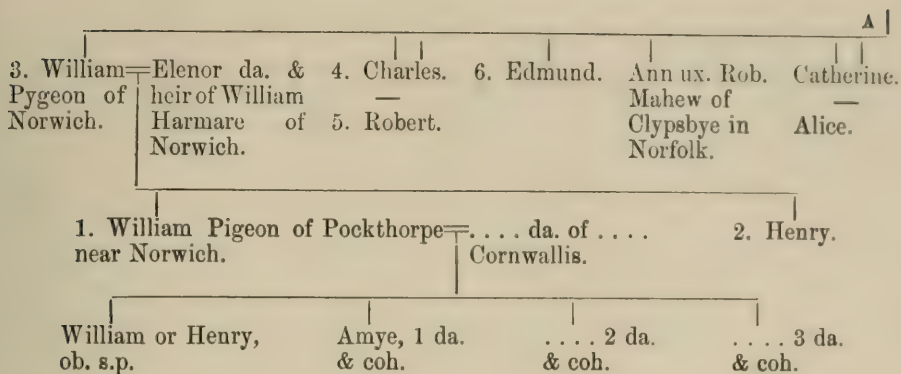 A
3. William Elenor da. & 4. Charles. 6. Edmund. Ann ux. Rob. Catherine.
Pygeon of heir of William — Mahew of —
Norwich. Harmare of 5. Robert. Clypsbye in Alice.
Norwich. Norfolk.
1. William Pigeon of Pockthorpe . . . . da. of . . . . 2. Henry.
near Norwich. Cornwallis.
William or Henry, Amye, 1 da. . . . . 2 da. . . . . 3 da.
ob. s.p. & coh. & coh. & coh.